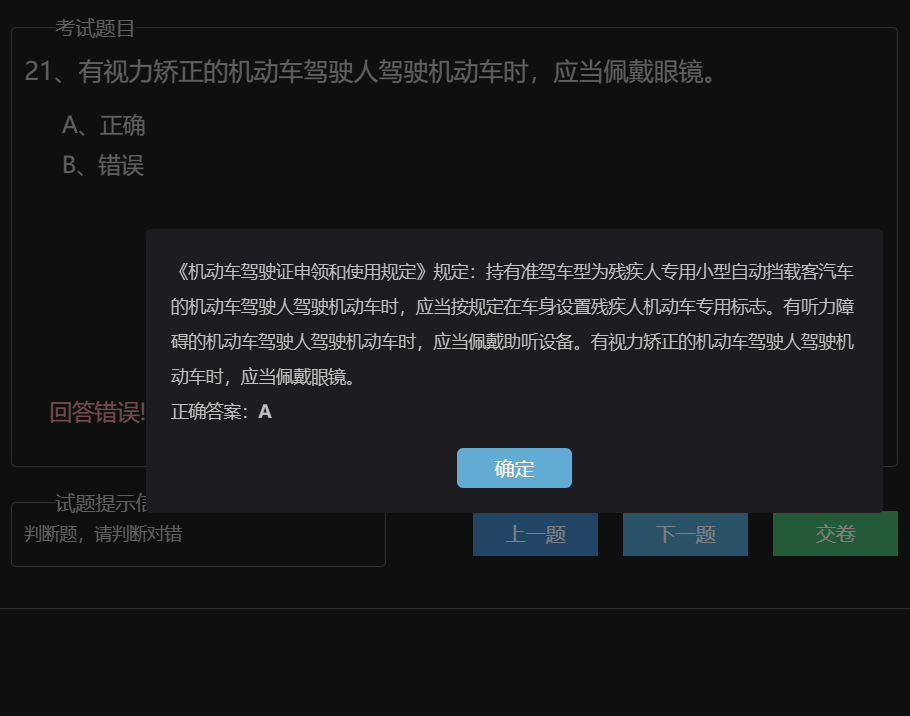 考试题目
21、有视力矫正的机动车驾驶人驾驶机动车时，应当佩戴眼镜。
A、正确
B、错误
《机动车驾驶证申领和使用规定》规定：持有准驾车型为残疾人专用小型自动挡载客汽车
的机动车驾驶人驾驶机动车时，应当按规定在车身设置残疾人机动车专用标志。有听力障
碍的机动车驾驶人驾驶机动车时，应当佩戴助听设备。有视力矫正的机动车驾驶人驾驶机
动车时，应当佩戴眼镜。
正确答案：A
回答错误!
确定
试题提示信
判断题，请判断对错
上一题
下一题
交卷